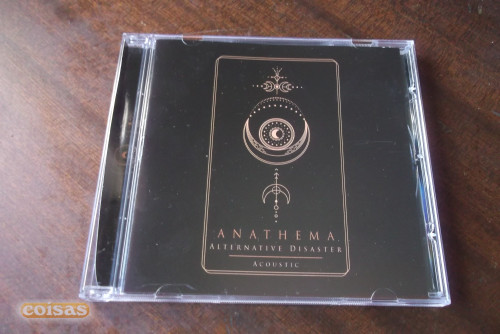 ANATHEMA
ALTERNATIVE DISASTER
ACOUSTIC
coisas